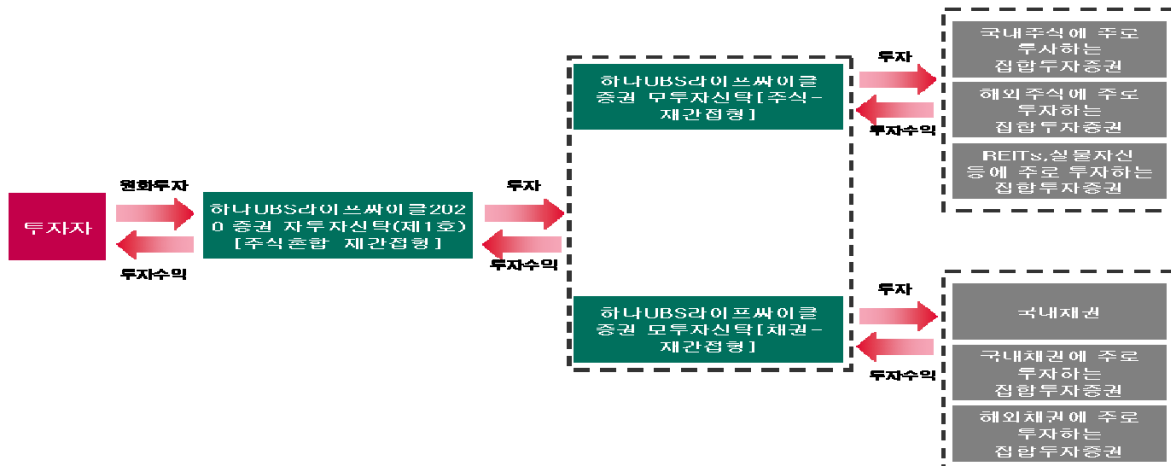 투자자
원화투자
투자수익
하나UBS라이프싸이클202
0 증권 자투자신탁(제1호)
[주식혼합 재간접형]
투자
투자수익
하나UBS라이프싸이클
증권 모투자신탁[주식-
재간접형]
투자
투자수익
국내주식에 주로
투자하는
집합투자증권
해외주식에 주로
투자하는
집합투자증권
REITs,실물자산
등에 주로 투자하는
집합투자증권
하나UBS라이프싸이클
증권 모투자신탁[채권-
재간접형]
투자
투자수익
국내채권
국내채권에 주로
투자하는
집합투자증권
해외채권에 주로
투자하는
집합투자증권